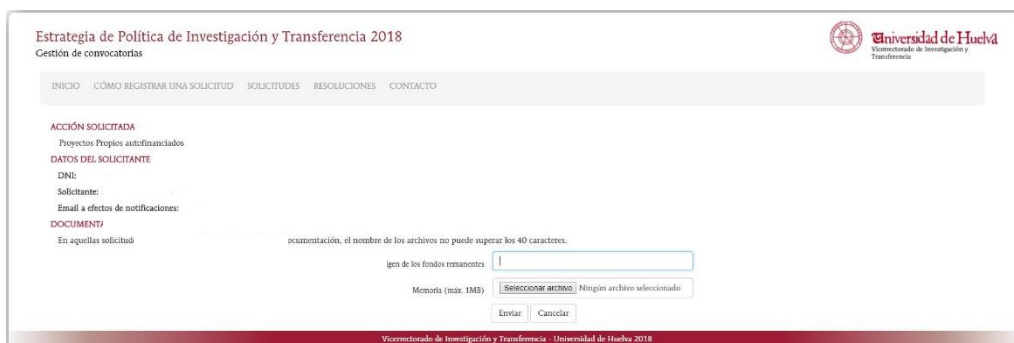 Estrategia de Política de Investigación y Transferencia 2018
Gestión de convocatorias
Universidad de Huelva
Vicerrectorado de Investigación y
Transferencia
INICIO CÓMO REGISTRAR UNA SOLICITUD SOLICITUDES RESOLUCIONES CONTACTO
ACCIÓN SOLICITADA
Proyectos Propios autofinanciados
DATOS DEL SOLICITANTE
DNI:
Solicitante:
Email a efectos de notificaciones:
DOCUMENTA
En aquellas solicitud ocumentación, el nombre de los archivos no puede superar los 40 caracteres.
igen de los fondos remanentes
Memoria (máx. 1MB) Seleccionar archivo Ningún archivo seleccionado
Enviar Cancelar
Vicerrectorado de Investigación y Transferencia - Universidad de Huelva 2018